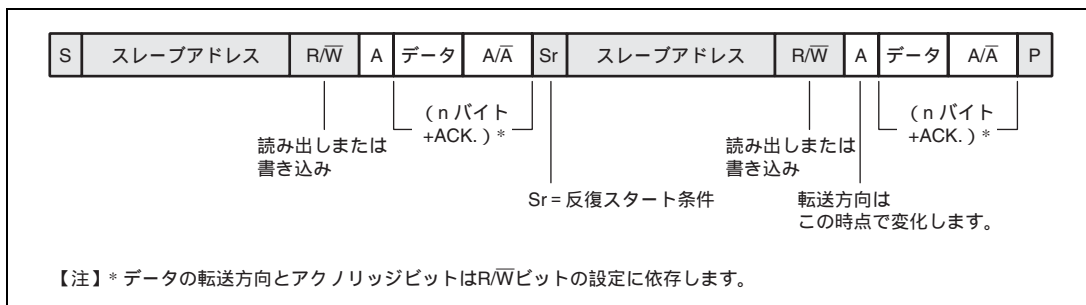 S スレーブアドレス R/W̅ A データ A/A̅ Sr スレーブアドレス R/W̅ A データ A/A̅ P
読み出しまたは
書き込み
(n バイト
+ACK.)*
Sr = 反復スタート条件
読み出しまたは
書き込み
転送方向は
この時点で変化します。
(n バイト
+ACK.)*
【注】* データの転送方向とアクノリッジビットはR/W̅ビットの設定に依存します。